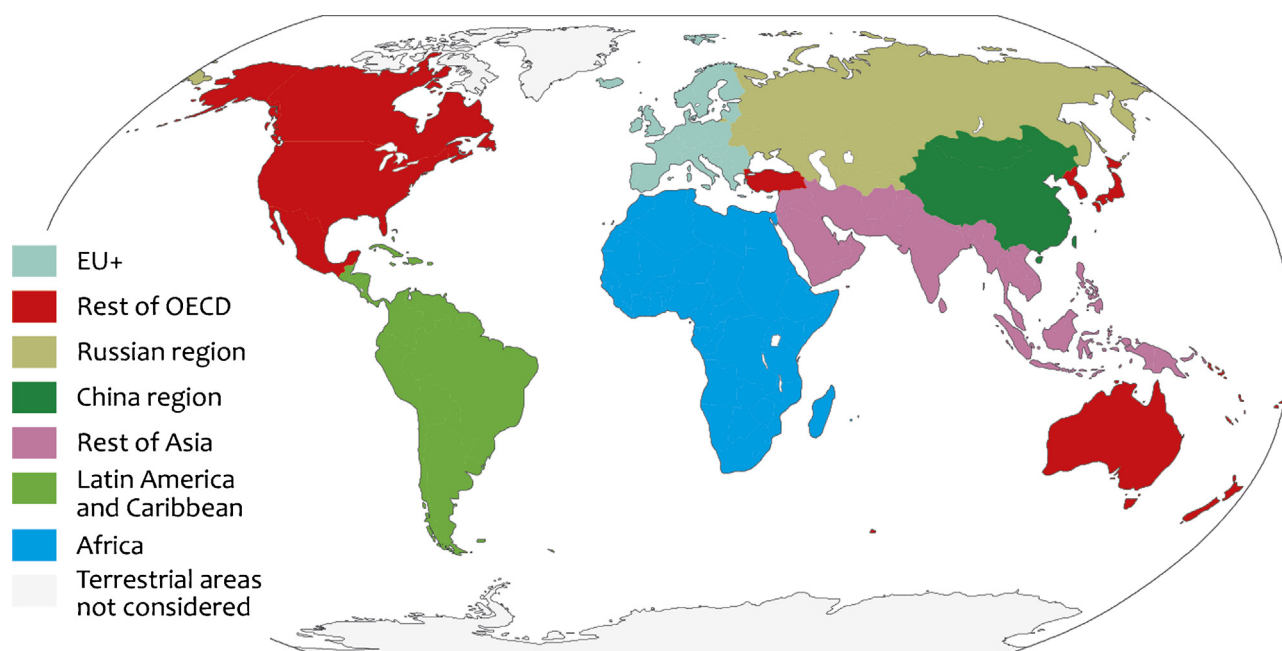 EU+
Rest of OECD
Russian region
China region
Rest of Asia
Latin America
and Caribbean
Africa
Terrestrial areas
not considered